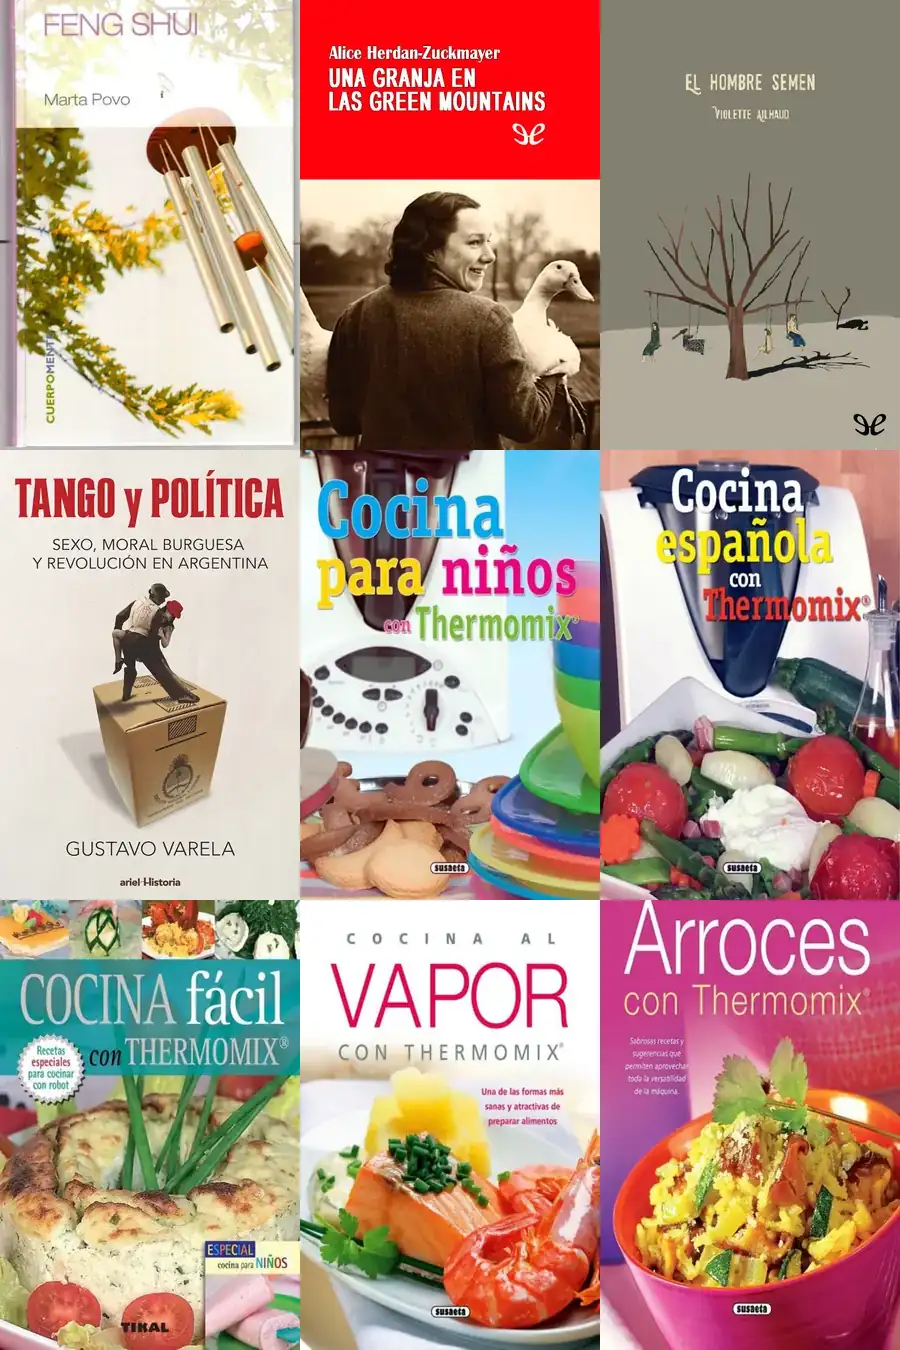 FENG SHUI
Marta Povo
CUERPOMENTE
Alice Herdan-Zuckmayer
UNA GRANJA EN
LAS GREEN MOUNTAINS
EL HOMBRE SEMEN
VIOLETTE AILHAUD
TANGO y POLÍTICA
SEXO, MORAL BURGUESA
Y REVOLUCIÓN EN ARGENTINA
GUSTAVO VARELA
ariel Historia
Cocina
para niños
con Thermomix®
susaeta
Cocina
española
con
Thermomix®
susaeta
COCINA fácil
con THERMOMIX®
Recetas
especiales
para cocinar
con robot
ESPECIAL
cocina para NIÑOS
TIKAL
COCINA AL
VAPOR
CON THERMOMIX®
Una de las formas más
sanas y atractivas de
preparar alimentos
susaeta
Arroces
con Thermomix®
Sabrosas recetas y
sugerencias que
permiten aprovechar
toda la versatilidad
de la máquina.
susaeta